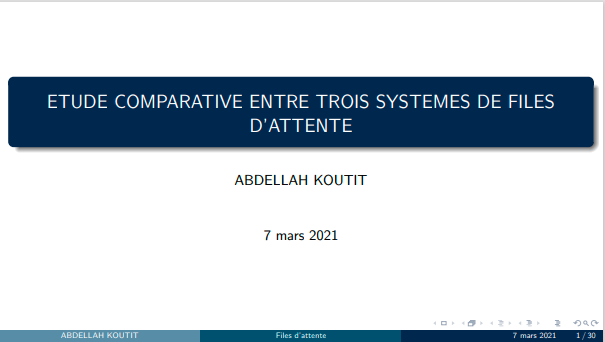 ETUDE COMPARATIVE ENTRE TROIS SYSTEMES DE FILES
D'ATTENTE
ABDELLAH KOUTIT
7 mars 2021
ABDELLAH KOUTIT
Files d'attente
7 mars 2021
1 / 30